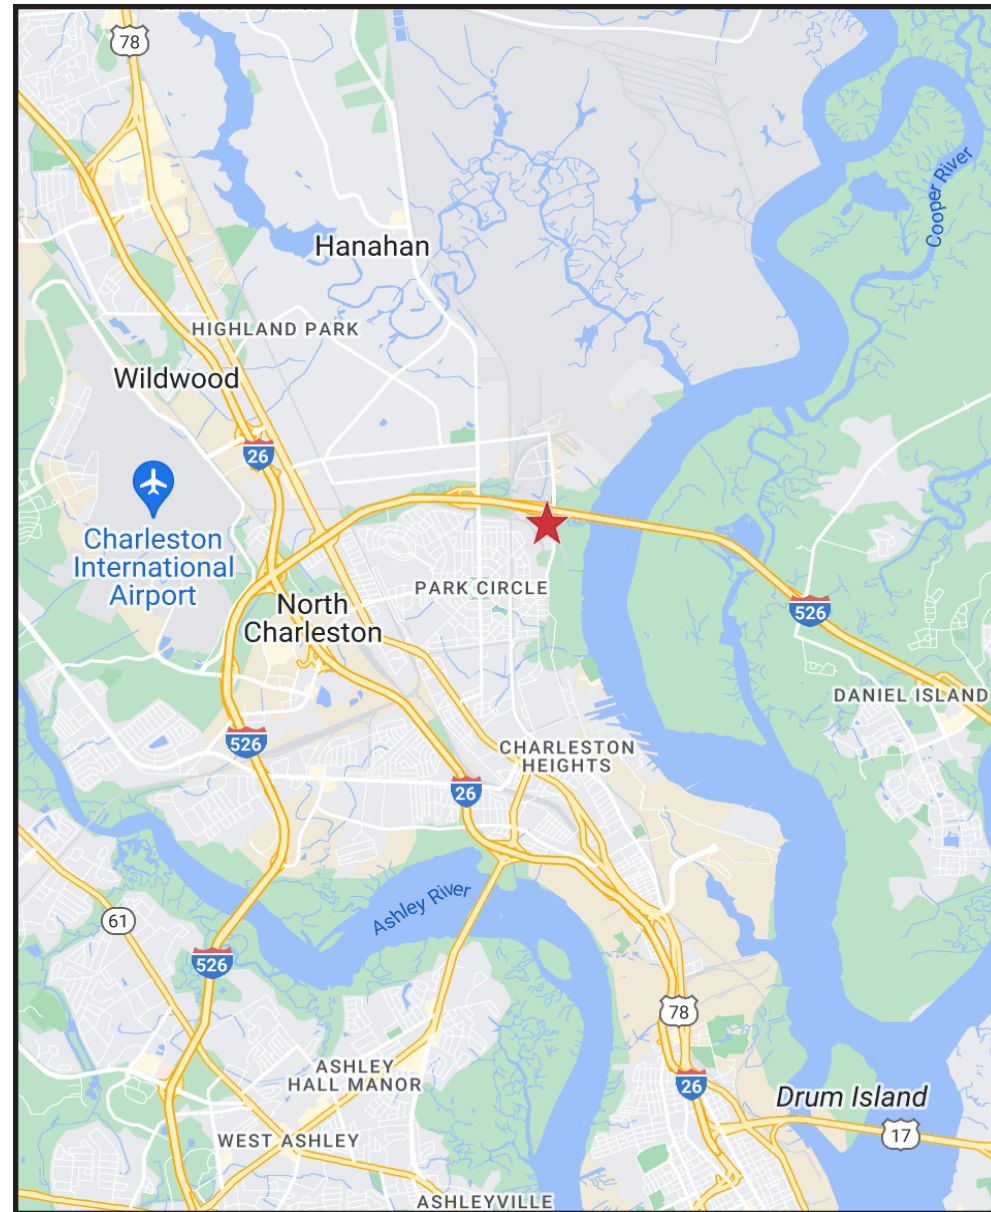 78
Cooper River
Hanahan
HIGHLAND PARK
Wildwood
26
Charleston
International
Airport
PARK CIRCLE
North
Charleston
526
DANIEL ISLAND
526
CHARLESTON
HEIGHTS
26
Ashley River
61
526
78
ASHLEY
HALL MANOR
26
Drum Island
17
WEST ASHLEY
ASHLEYVILLE